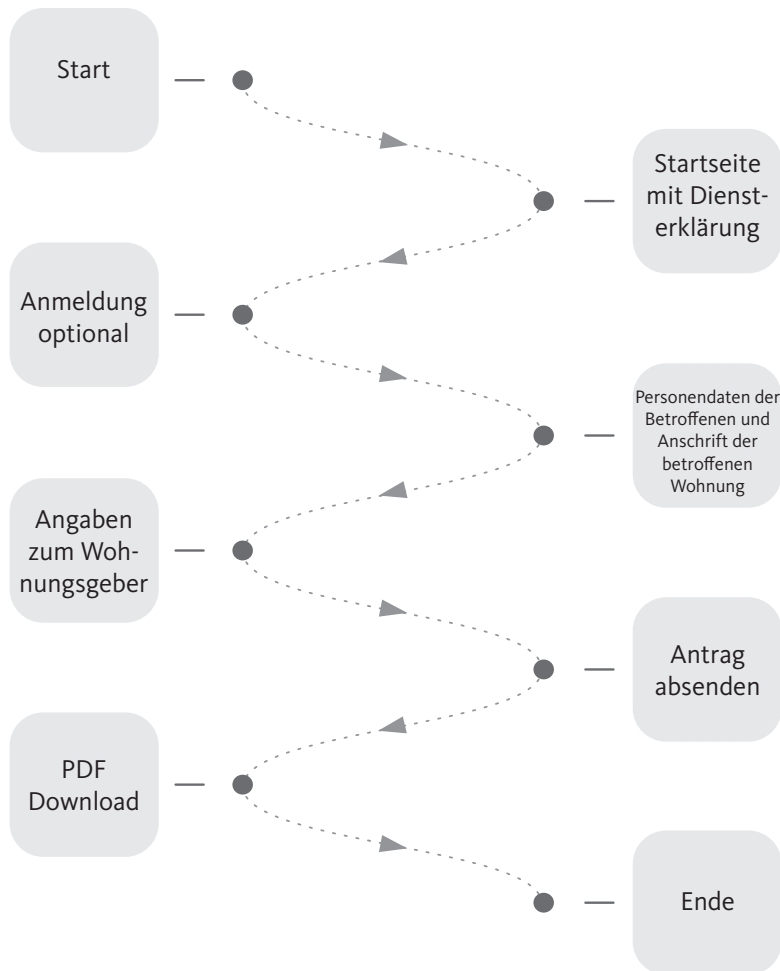 Start
Startseite
mit Dienst-
erklärung
Anmeldung
optional
Personendaten der
Betroffenen und
Anschrift der
betroffenen
Wohnung
Angaben
zum Woh-
nungsgeber
Antrag
absenden
PDF
Download
Ende